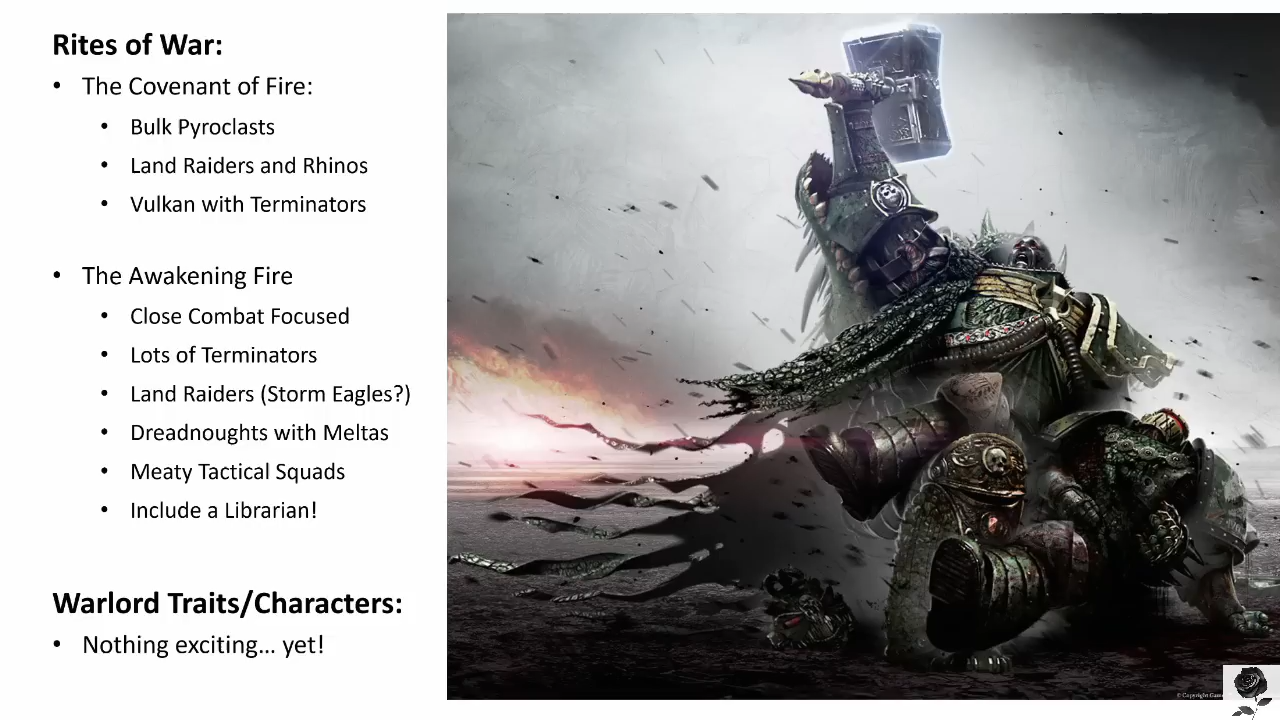 Rites of War:
• The Covenant of Fire:
• Bulk Pyroclasts
• Land Raiders and Rhinos
• Vulkan with Terminators
• The Awakening Fire
• Close Combat Focused
• Lots of Terminators
• Land Raiders (Storm Eagles?)
• Dreadnoughts with Meltas
• Meaty Tactical Squads
• Include a Librarian!
Warlord Traits/Characters:
• Nothing exciting... yet!
© Copyright